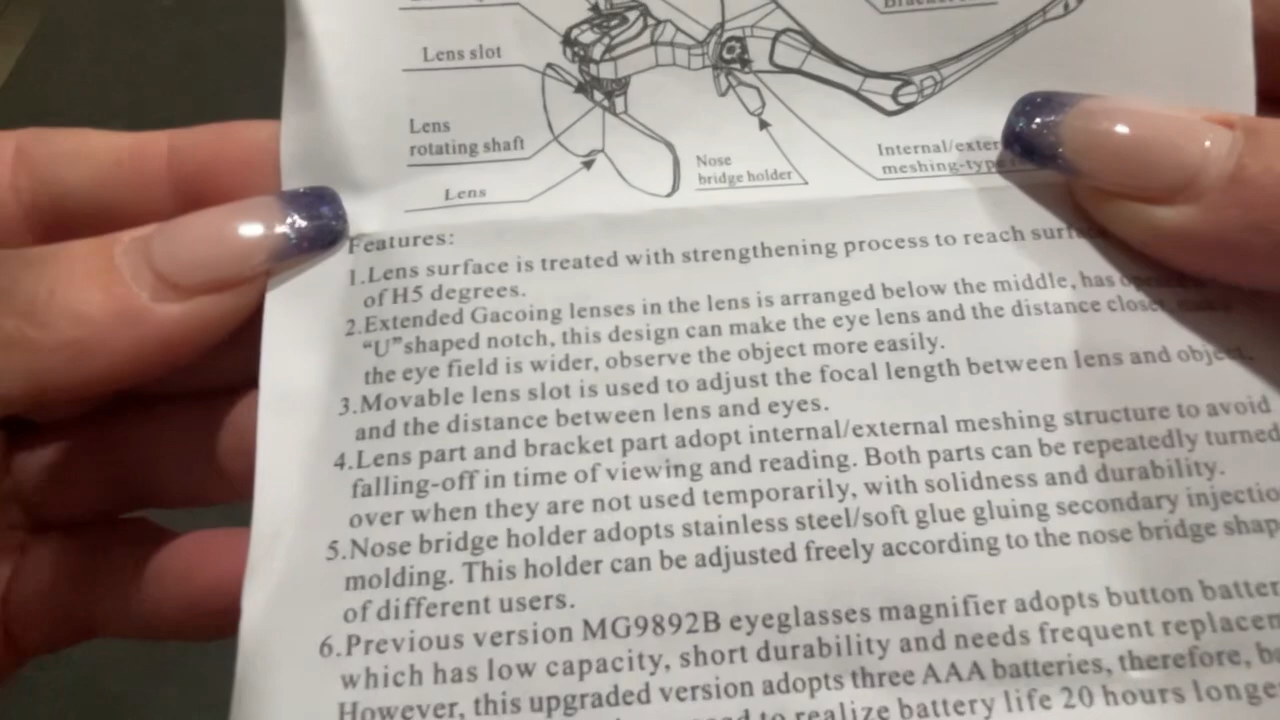 Lens slot
Lens
rotating shaft
Lens
Nose
bridge holder
Internal/exter
meshing-type
Features:
1.Lens surface is treated with strengthening process to reach
of H5 degrees.
2.Extended Gacoing lenses in the lens is arranged below the middle, has
“U”shaped notch, this design can make the eye lens and the distance
the eye field is wider, observe the object more easily.
3.Movable lens slot is used to adjust the focal length between lens and object,
and the distance between lens and eyes.
4.Lens part and bracket part adopt internal/external meshing structure to avoid
falling-off in time of viewing and reading. Both parts can be repeatedly turned
over when they are not used temporarily, with solidness and durability.
5.Nose bridge holder adopts stainless steel/soft glue gluing secondary injectio
molding. This holder can be adjusted freely according to the nose bridge shap
of different users.
6.Previous version MG9892B eyeglasses magnifier adopts button batter
which has low capacity, short durability and needs frequent replacem
However, this upgraded version adopts three AAA batteries, therefore, ba
to realize battery life 20 hours longe